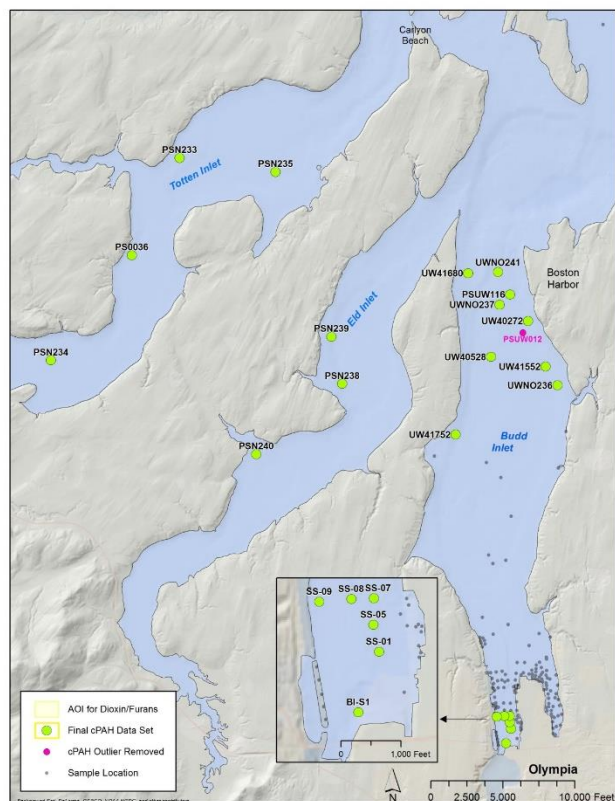 Carlyon
Beach
PSN233
PSN235
Totten Inlet
PS0036
UWNO241
UW41680
Boston
Harbor
PSUW116
UWNO237
Eld Inlet
UW40272
PSUW012
PSN239
UW40528
PSN234
UW41552
PSN238
UWNO236
UW41752
Budd
Inlet
PSN240
SS-09
SS-08
SS-07
SS-05
SS-01
BI-S1
0
1,000 Feet
AOI for Dioxin/Furans
Final cPAH Data Set
cPAH Outlier Removed
Sample Location
N
Olympia
0
2,500
5,000
10,000 Feet